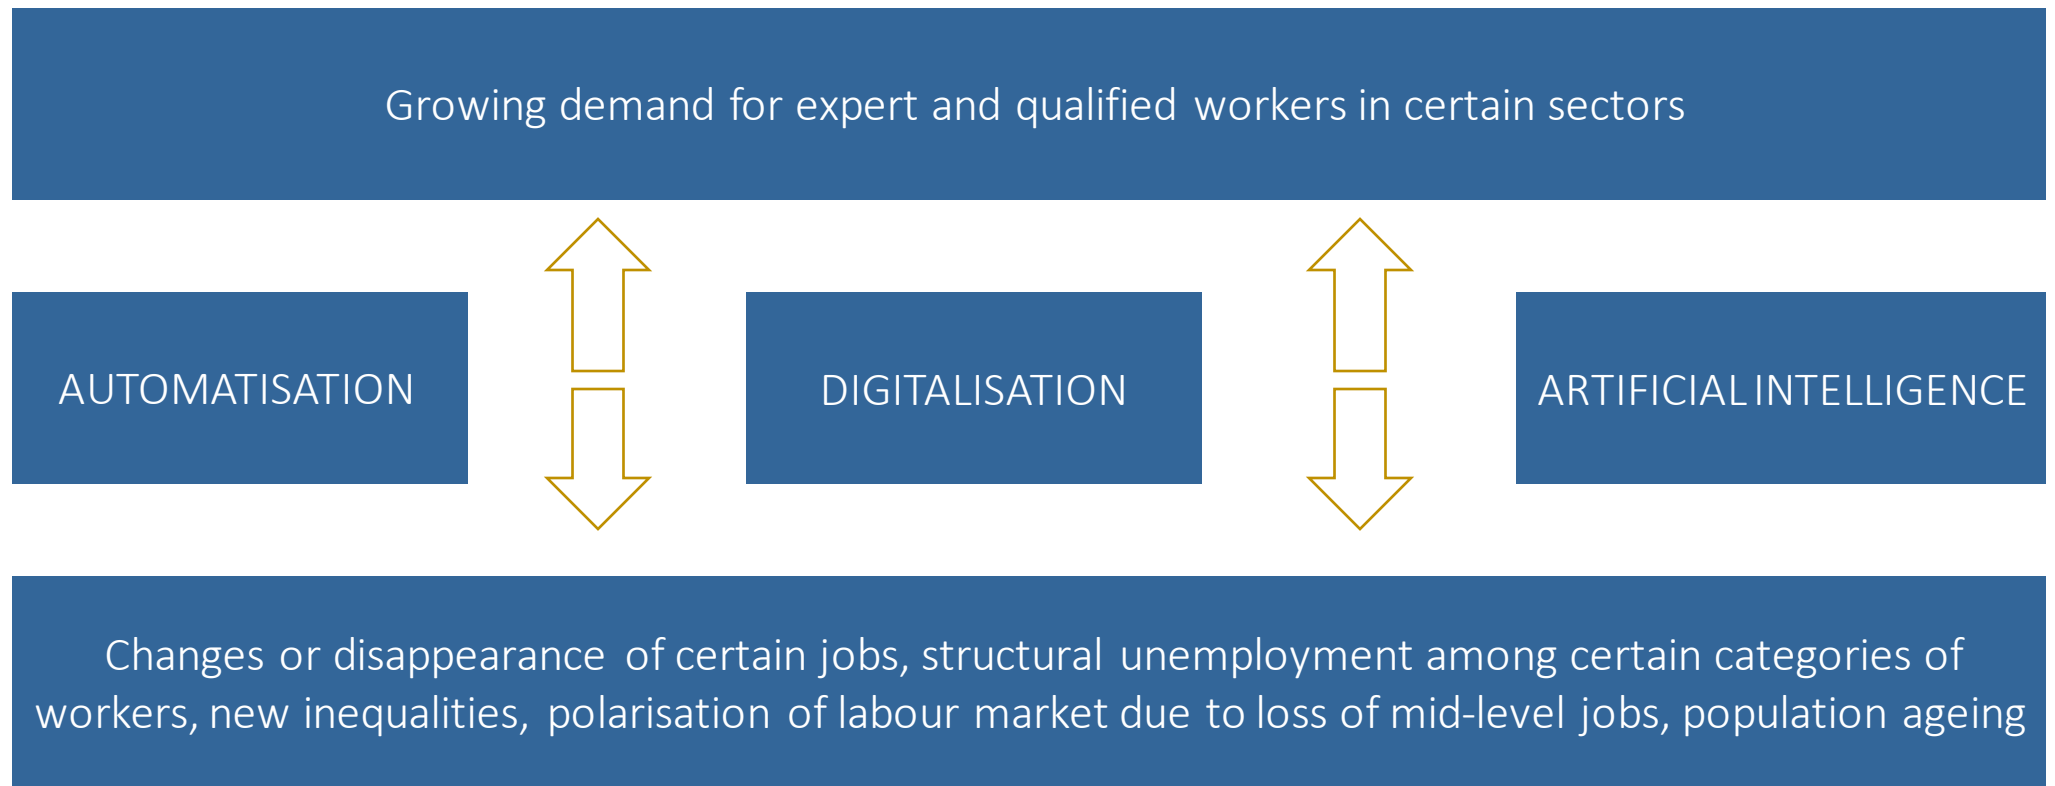 Growing demand for expert and qualified workers in certain sectors
AUTOMATISATION
DIGITALISATION
ARTIFICIAL INTELLIGENCE
Changes or disappearance of certain jobs, structural unemployment among certain categories of
workers, new inequalities, polarisation of labour market due to loss of mid-level jobs, population ageing